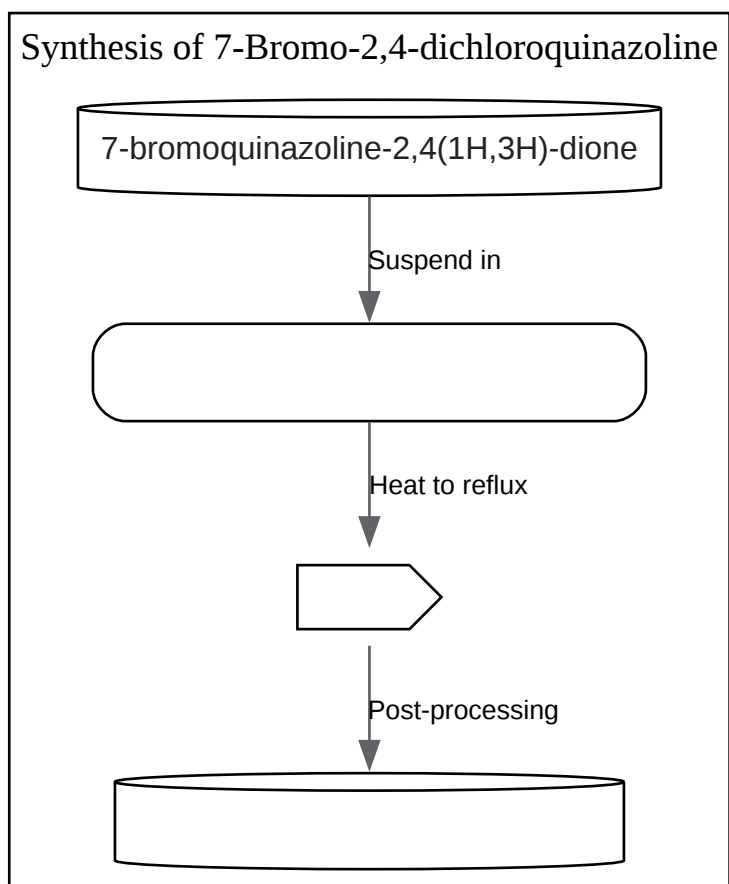 Synthesis of 7-Bromo-2,4-dichloroquinazoline
7-bromoquinazoline-2,4(1H,3H)-dione
Suspend in
Heat to reflux
Post-processing